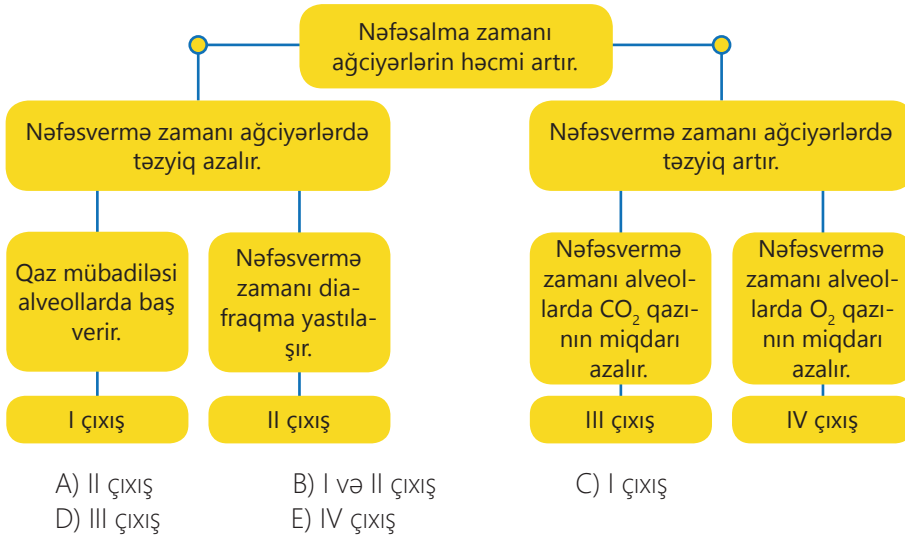 Nəfəsalma zamanı
ağciyərlərin həcmi artır.
Nəfəsvermə zamanı ağciyərlərdə
təzyiq azalır.
Nəfəsvermə zamanı ağciyərlərdə
təzyiq artır.
Qaz mübadiləsi
alveollarda baş
verir.
Nəfəsvermə
zamanı dia-
fraqma yastıla-
şır.
Nəfəsvermə
zamanı alveol-
larda CO₂ qazı-
nın miqdarı
azalır.
Nəfəsvermə
zamanı alveol-
larda O₂ qazı-
nın miqdarı
azalır.
I çıxış
II çıxış
III çıxış
IV çıxış
A) II çıxış B) I və II çıxış C) I çıxış
D) III çıxış E) IV çıxış